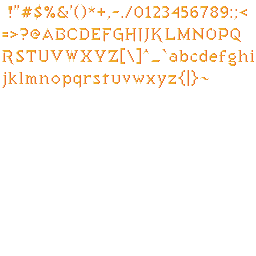 !"#$%&'()*+,-./0123456789:;<
=>?@ABCDEFGHIJKLMNOPQ
RSTUVWXYZ[\]^_`abcdefghi
jklmnopqrstuvwxyz{|}~